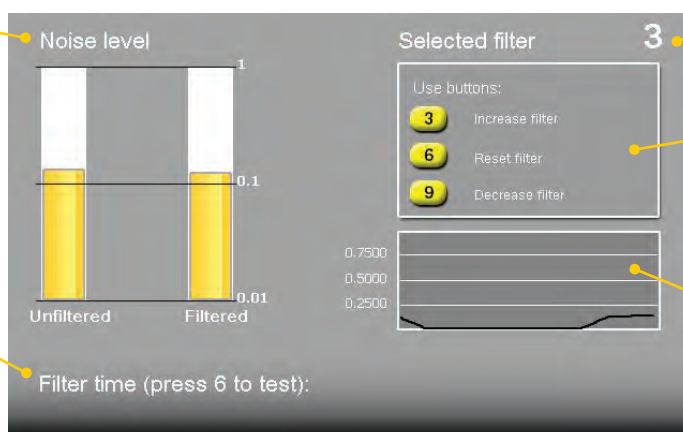 Noise level
1
0.1
0.01
Unfiltered Filtered
Selected filter 3
Use buttons:
3 Increase filter
6 Reset filter
9 Decrease filter
0.7500
0.5000
0.2500
Filter time (press 6 to test):